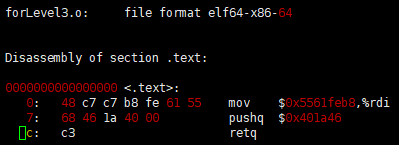 forLevel3.o:     file format elf64-x86-64
Disassembly of section .text:
0000000000000000 <.text>:
0: 48 c7 c7 b8 fe 61 55 mov $0x5561feb8,%rdi
7: 68 46 1a 40 00 pushq $0x401a46
c: c3 retq